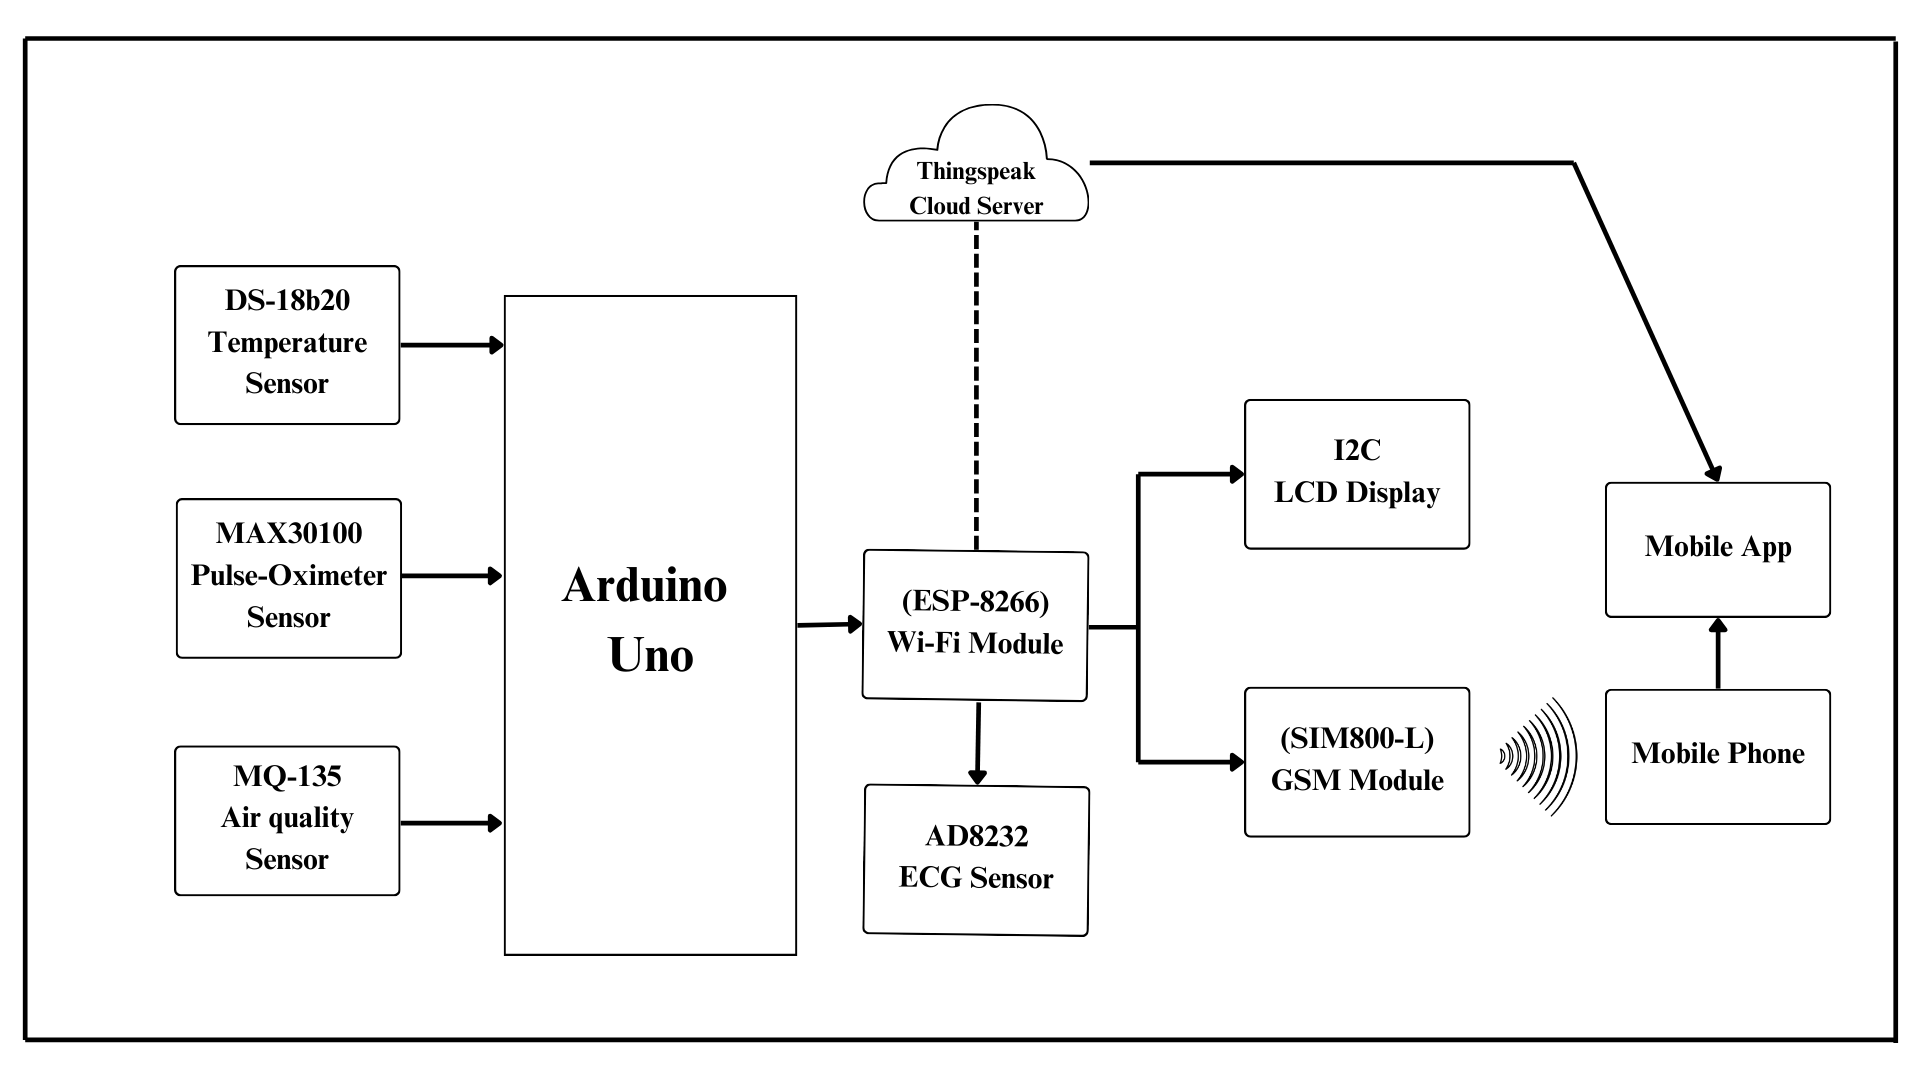 Thingspeak
Cloud Server
DS-18b20
Temperature
Sensor
MAX30100
Pulse-Oximeter
Sensor
MQ-135
Air quality
Sensor
Arduino
Uno
(ESP-8266)
Wi-Fi Module
AD8232
ECG Sensor
I2C
LCD Display
(SIM800-L)
GSM Module
Mobile App
Mobile Phone